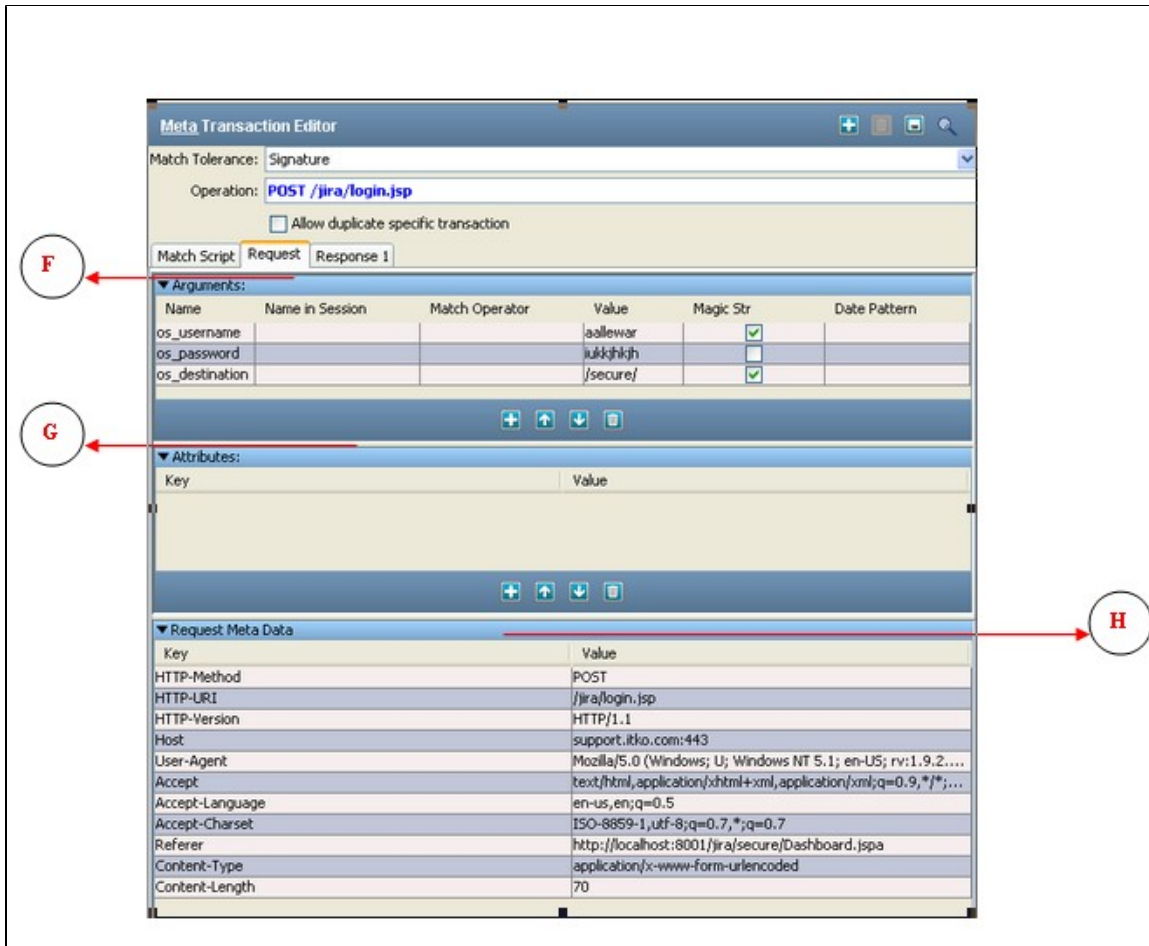 Meta Transaction Editor
Match Tolerance: Signature
Operation: POST /jira/login.jsp
Allow duplicate specific transaction
Match Script Request Response 1
F
Arguments:
Name Name in Session Match Operator Value Magic Str Date Pattern
os_username aallewar
os_password iukkjhkjh
os_destination /secure/
G
Attributes:
Key Value
H
Request Meta Data
Key Value
HTTP-Method POST
HTTP-URI /jira/login.jsp
HTTP-Version HTTP/1.1
Host support.itko.com:443
User-Agent Mozilla/5.0 (Windows; U; Windows NT 5.1; en-US; rv:1.9.2....
Accept text/html,application/xhtml+xml,application/xml;q=0.9,*/*;...
Accept-Language en-us,en;q=0.5
Accept-Charset ISO-8859-1,utf-8;q=0.7,*;q=0.7
Referer http://localhost:8001/jira/secure/Dashboard.jspa
Content-Type application/x-www-form-urlencoded
Content-Length 70